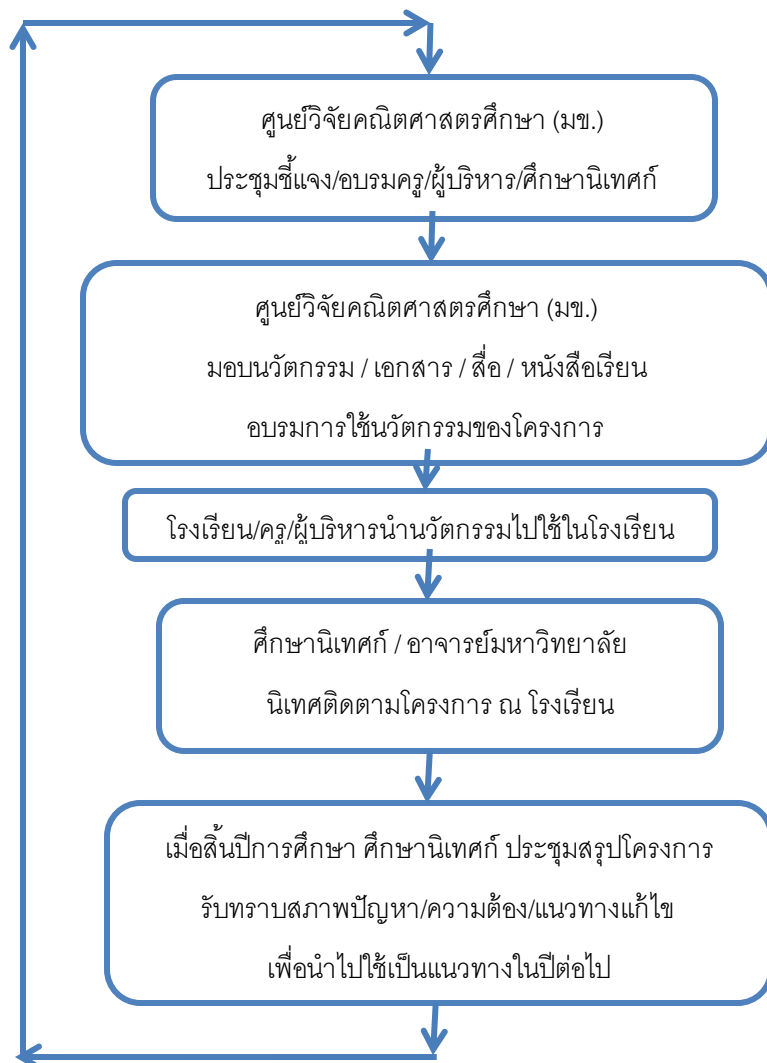 ศูนย์วิจัยคณิตศาสตรศึกษา (มข.)
ประชุมชี้แจง/อบรมครู/ผู้บริหาร/ศึกษานิเทศก์
ศูนย์วิจัยคณิตศาสตรศึกษา (มข.)
มอบนวัตกรรม / เอกสาร / สื่อ / หนังสือเรียน
อบรมการใช้นวัตกรรมของโครงการ
โรงเรียน/ครู/ผู้บริหารนำนวัตกรรมไปใช้ในโรงเรียน
ศึกษานิเทศก์ / อาจารย์มหาวิทยาลัย
นิเทศติดตามโครงการ ณ โรงเรียน
เมื่อสิ้นปีการศึกษา ศึกษานิเทศก์ ประชุมสรุปโครงการ
รับทราบสภาพปัญหา/ความต้อง/แนวทางแก้ไข
เพื่อนำไปใช้เป็นแนวทางในปีต่อไป